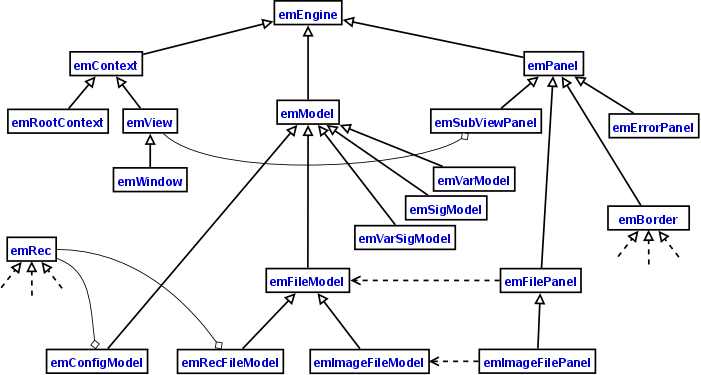 emEngine
emContext
emPanel
emRootContext
emView
emModel
emSubViewPanel
emErrorPanel
emWindow
emVarModel
emSigModel
emBorder
emVarSigModel
emRec
emFileModel
emFilePanel
emConfigModel
emRecFileModel
emImageFileModel
emImageFilePanel